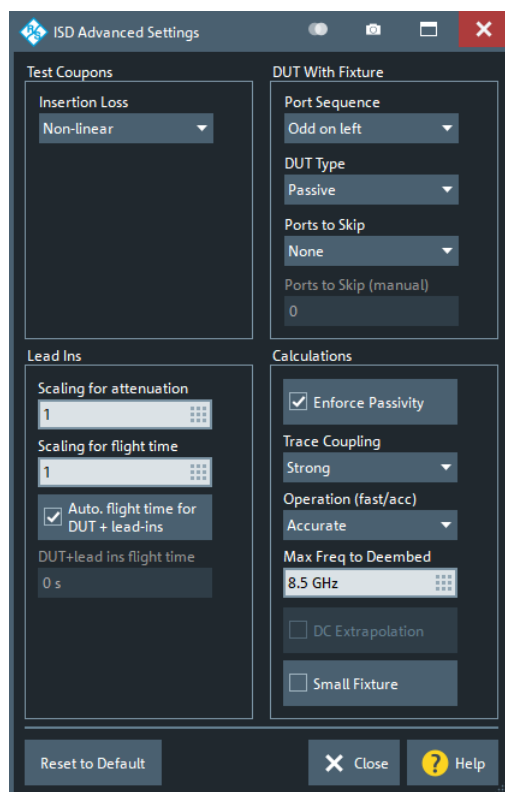 ISD Advanced Settings
Test Coupons
Insertion Loss
Non-linear
DUT With Fixture
Port Sequence
Odd on left
DUT Type
Passive
Ports to Skip
None
Ports to Skip (manual)
0
Lead Ins
Scaling for attenuation
1
Scaling for flight time
1
Auto. flight time for
DUT + lead-ins
DUT+lead ins flight time
0 s
Calculations
Enforce Passivity
Trace Coupling
Strong
Operation (fast/acc)
Accurate
Max Freq to Deembed
8.5 GHz
DC Extrapolation
Small Fixture
Reset to Default
Close
? Help